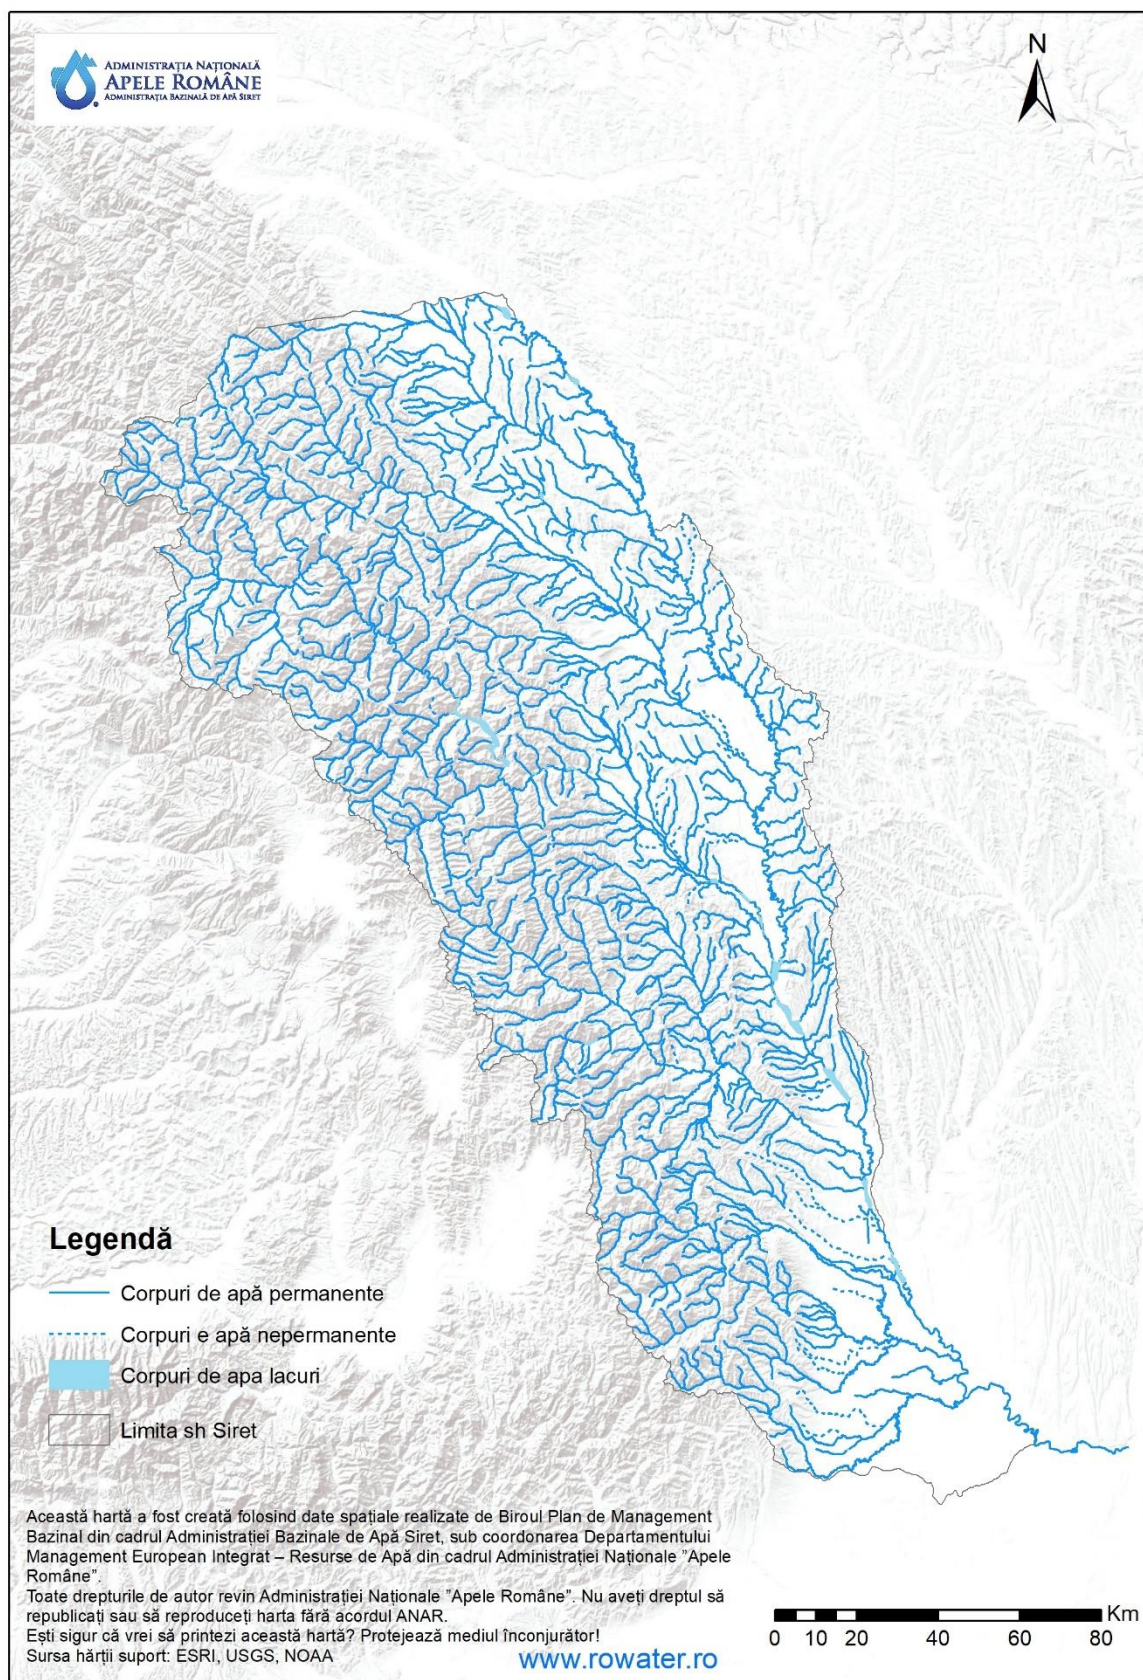 ADMINISTRAȚIA NAȚIONALĂ
APELE ROMÂNE
ADMINISTRAȚIA BAZINALĂ DE APĂ SIRET
N
Legendă
Corpuri de apă permanente
Corpuri e apă nepermanente
Corpuri de apa lacuri
Limita sh Siret
Această hartă a fost creată folosind date spațiale realizate de Biroul Plan de Management
Bazinal din cadrul Administrației Bazinale de Apă Siret, sub coordonarea Departamentului
Management European Integrat – Resurse de Apă din cadrul Administrației Naționale "Apele
Române".
Toate drepturile de autor revin Administrației Naționale "Apele Române". Nu aveți dreptul să
republicați sau să reproduceți harta fără acordul ANAR.
Ești sigur că vrei să printezi această hartă? Protejează mediul înconjurător!
Sursa hărții suport: ESRI, USGS, NOAA
www.rowater.ro
Km
0 10 20 40 60 80